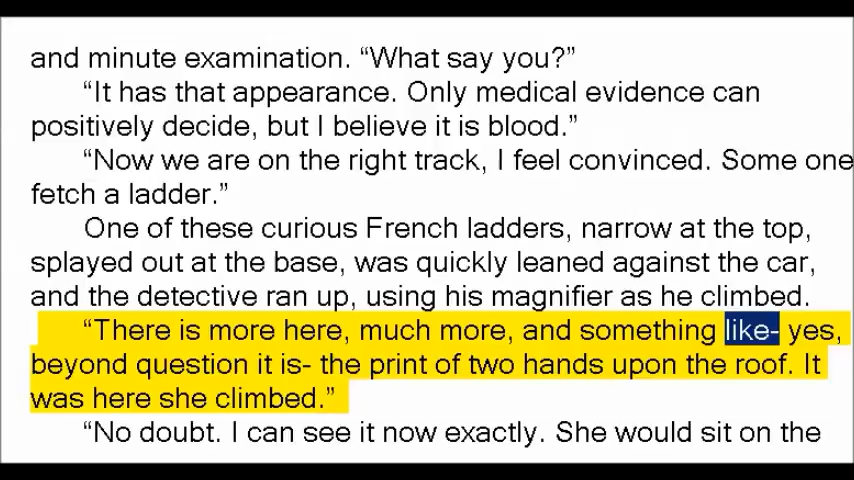 and minute examination. “What say you?”
“It has that appearance. Only medical evidence can
positively decide, but I believe it is blood.”
“Now we are on the right track, I feel convinced. Some one
fetch a ladder.”
One of these curious French ladders, narrow at the top,
splayed out at the base, was quickly leaned against the car,
and the detective ran up, using his magnifier as he climbed.
“There is more here, much more, and something like- yes,
beyond question it is- the print of two hands upon the roof. It
was here she climbed.”
“No doubt. I can see it now exactly. She would sit on the